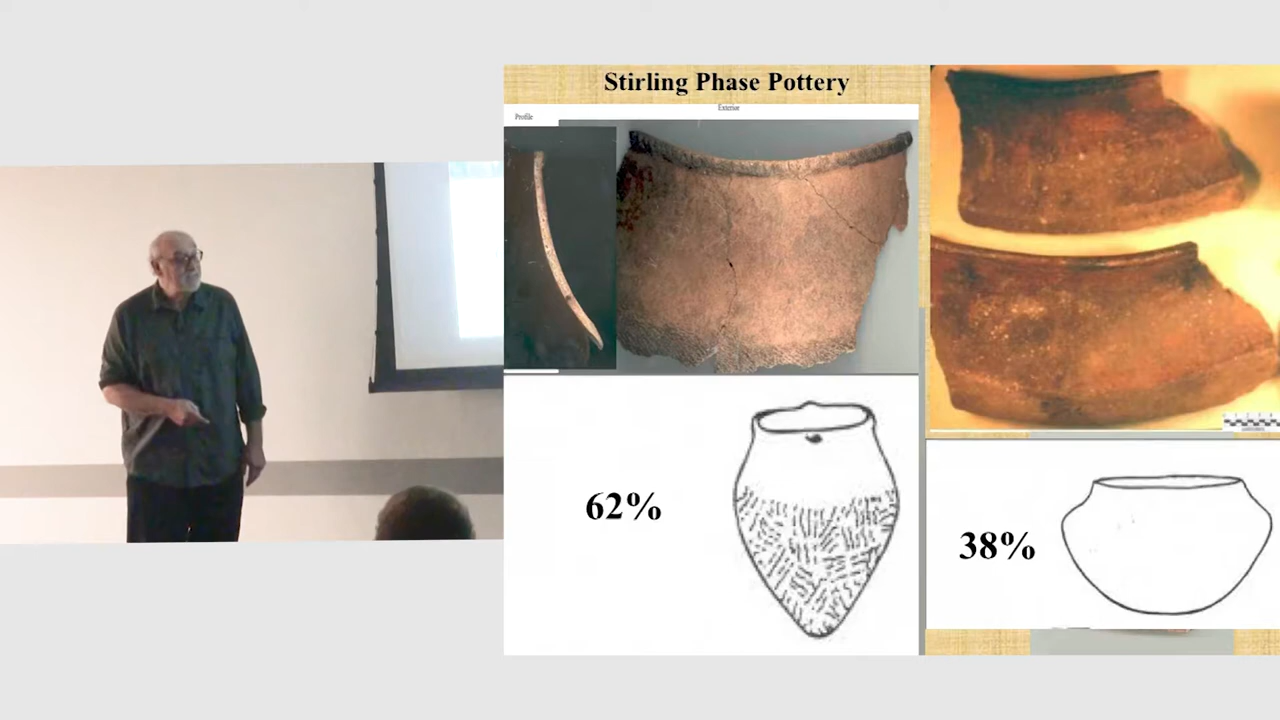 Stirling Phase Pottery
Exterior
Profile
62%
38%